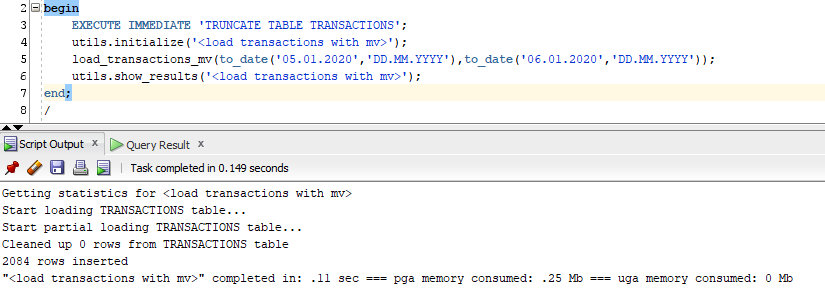 2 begin
3 EXECUTE IMMEDIATE 'TRUNCATE TABLE TRANSACTIONS';
4 utils.initialize('<load transactions with mv>');
5 load_transactions_mv(to_date('05.01.2020','DD.MM.YYYY'),to_date('06.01.2020','DD.MM.YYYY'));
6 utils.show_results('<load transactions with mv>');
7 end;
8 /
Script Output x Query Result x
Task completed in 0.149 seconds
Getting statistics for <load transactions with mv>
Start loading TRANSACTIONS table...
Start partial loading TRANSACTIONS table...
Cleaned up 0 rows from TRANSACTIONS table
2084 rows inserted
"<load transactions with mv>" completed in: .11 sec === pga memory consumed: .25 Mb === uga memory consumed: 0 Mb